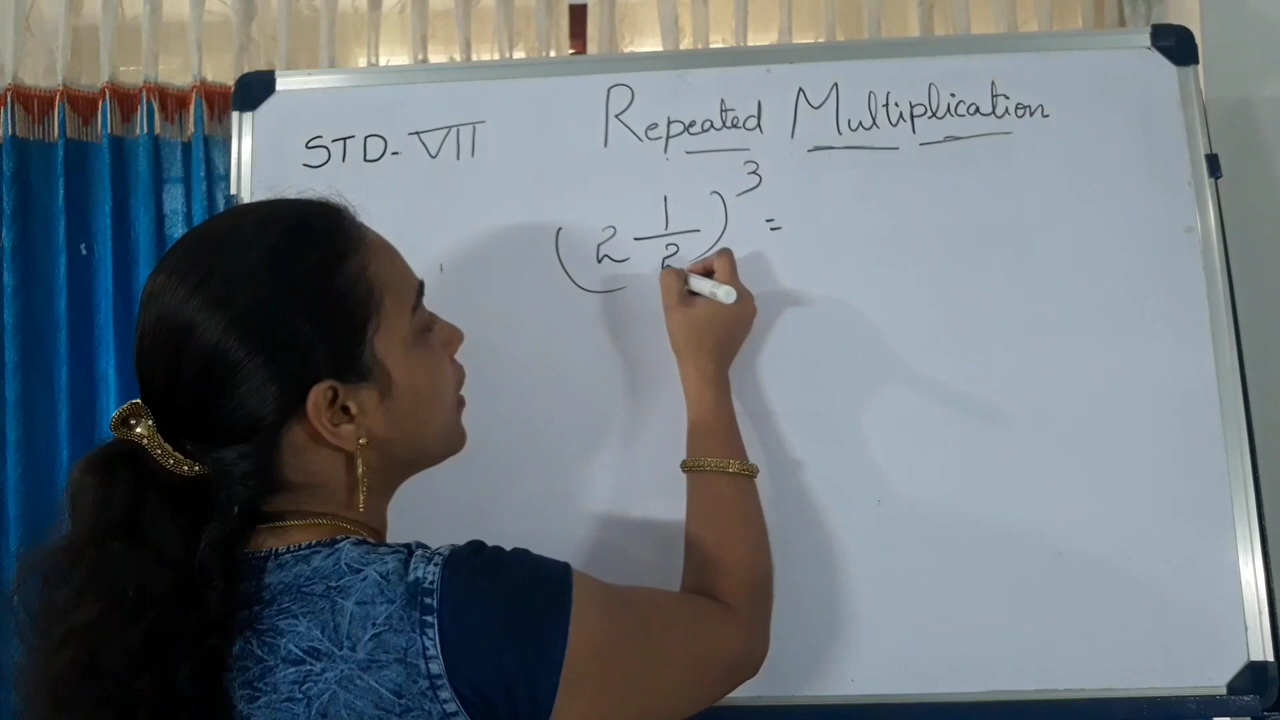 Repeated Multiplication
STD-VII
(2 1/2)^3 =